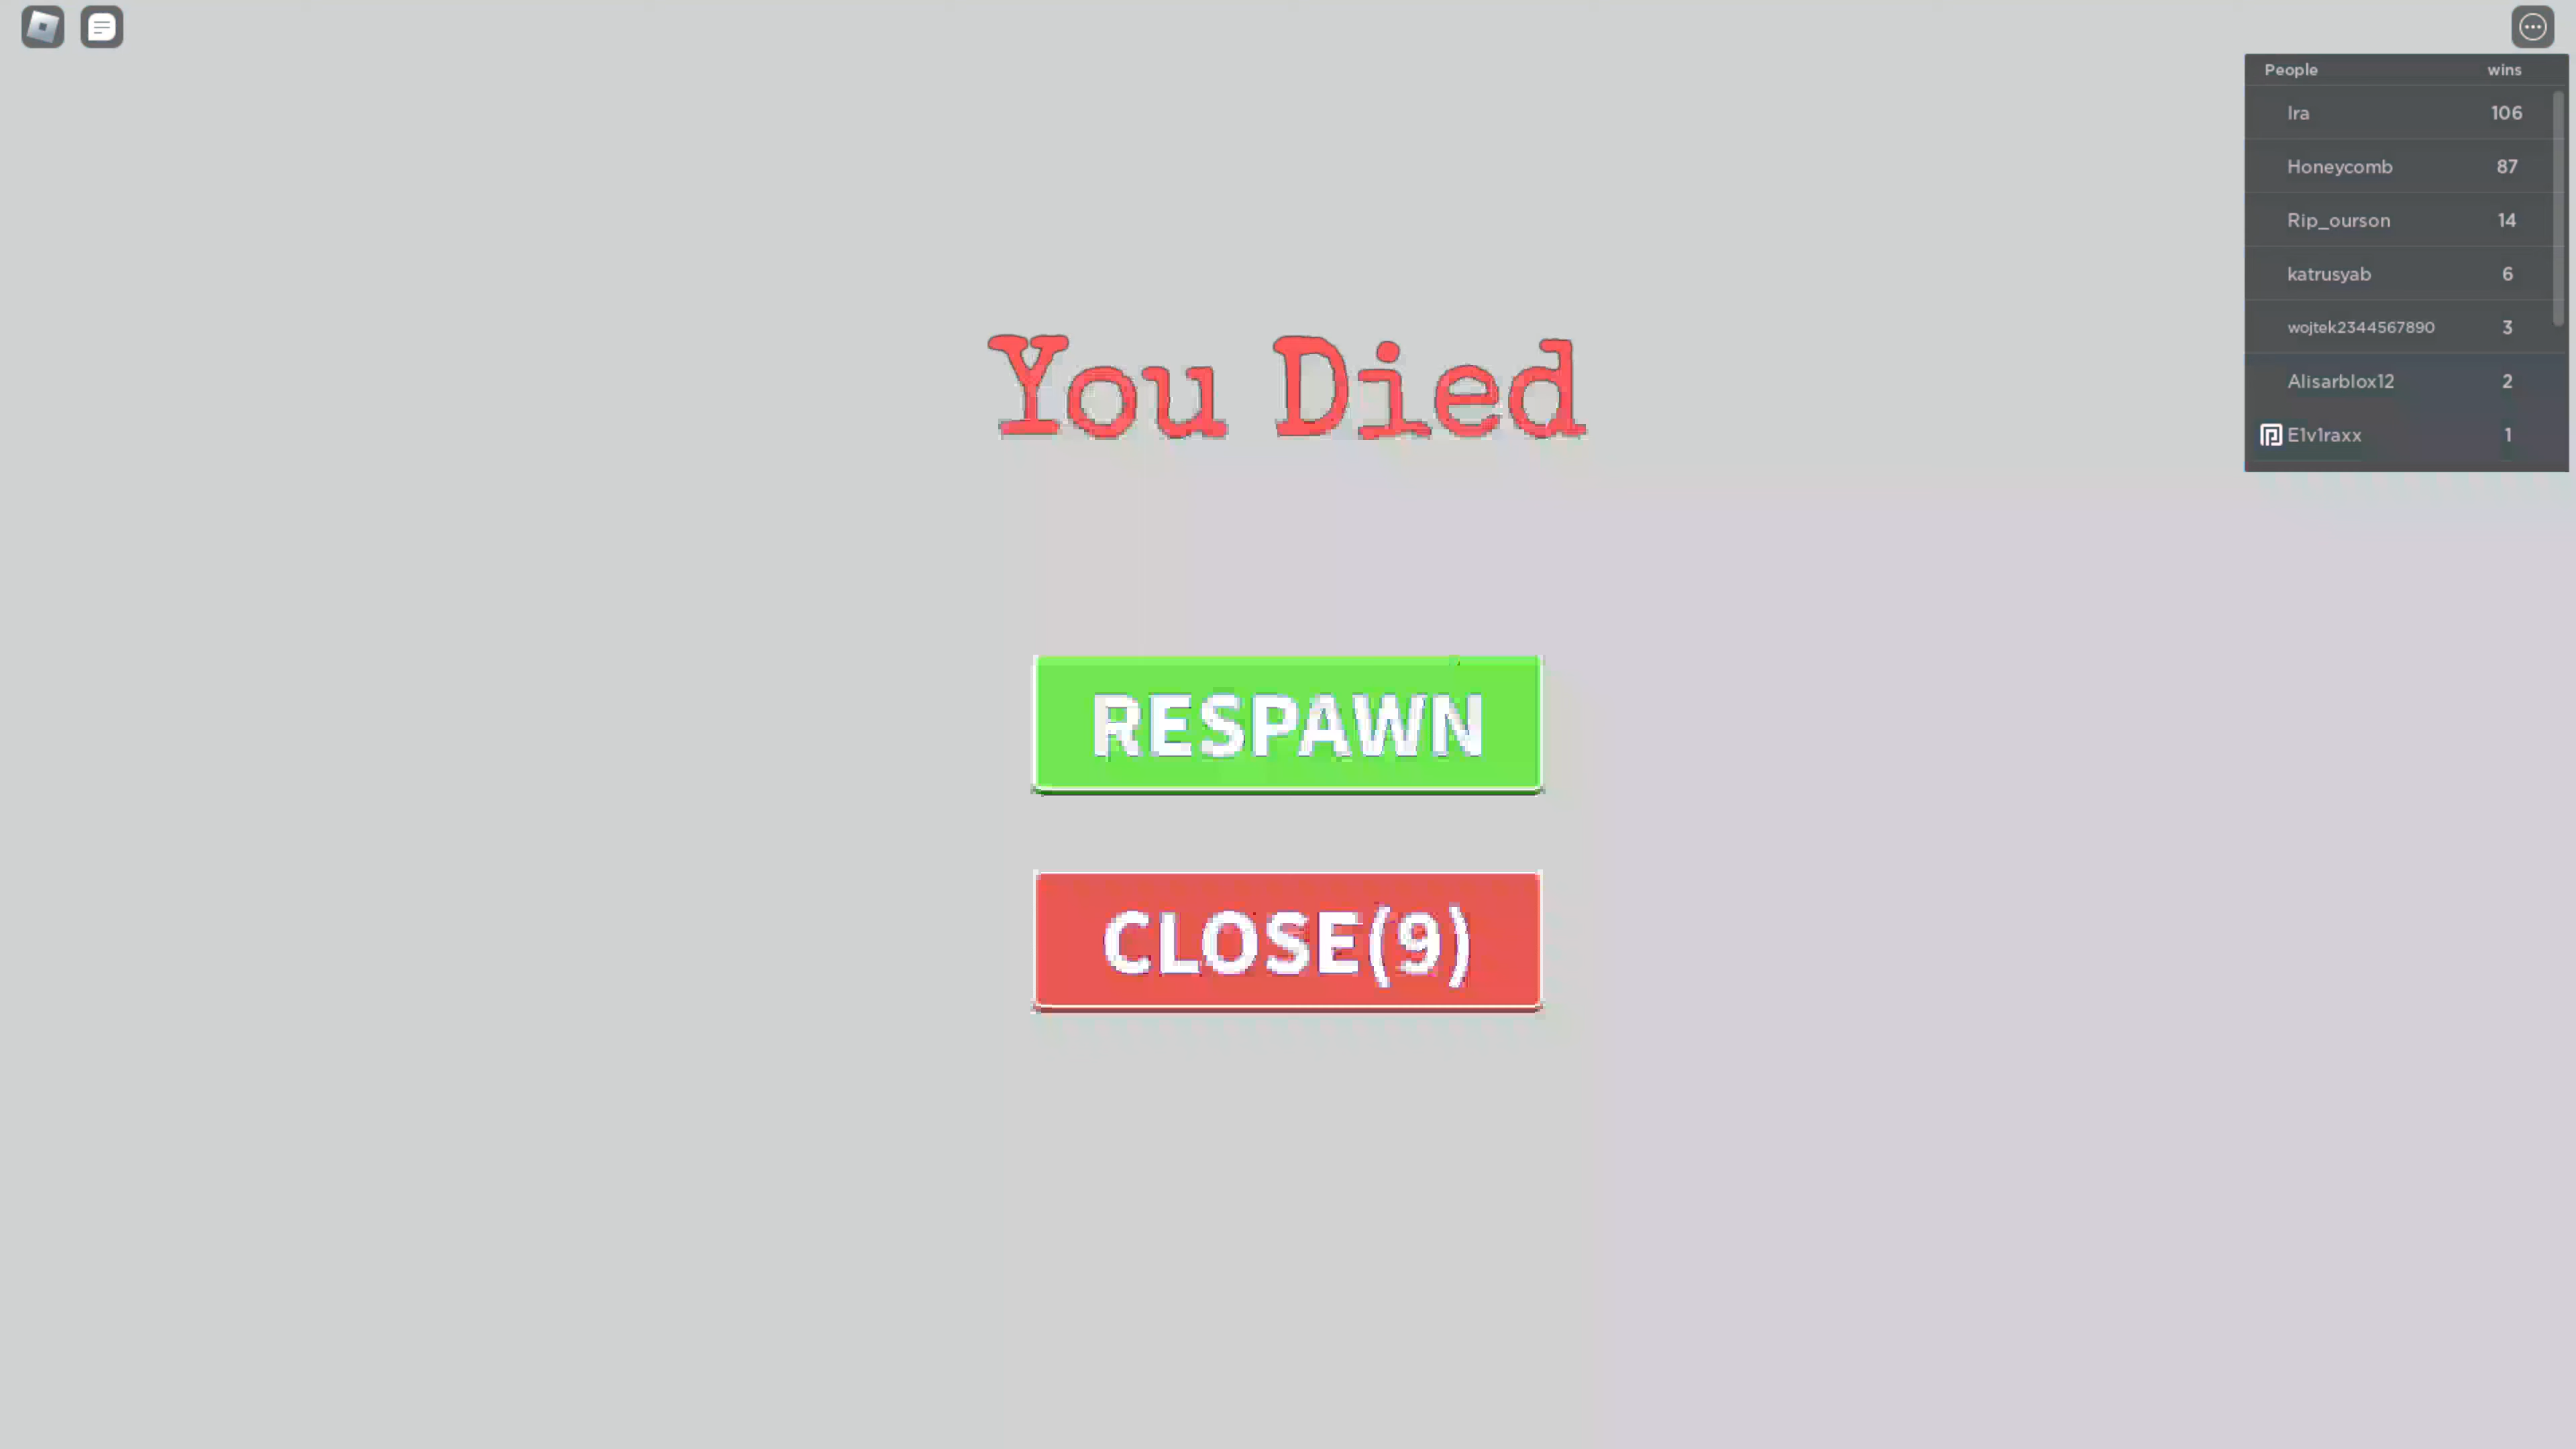 People wins
Ira 106
Honeycomb 87
Rip_ourson 14
katrusyab 6
wojtek2344567890 3
Alisarblox12 2
E1v1raxx 1
You Died
RESPAWN
CLOSE(9)